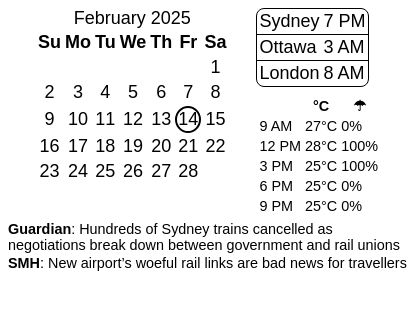 February 2025
Su Mo Tu We Th Fr Sa
1
2 3 4 5 6 7 8
9 10 11 12 13 14 15
16 17 18 19 20 21 22
23 24 25 26 27 28
Sydney 7 PM
Ottawa 3 AM
London 8 AM
°C ☂
9 AM 27°C 0%
12 PM 28°C 100%
3 PM 25°C 100%
6 PM 25°C 0%
9 PM 25°C 0%
Guardian: Hundreds of Sydney trains cancelled as
negotiations break down between government and rail unions
SMH: New airport’s woeful rail links are bad news for travellers